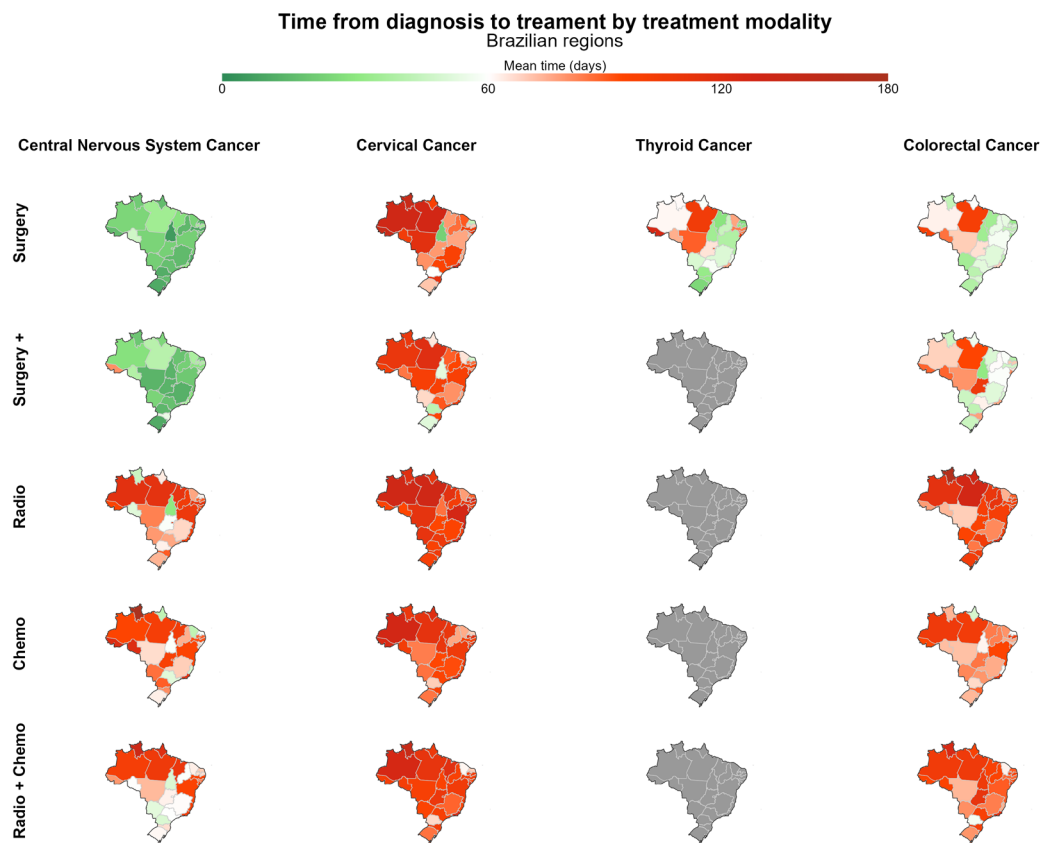 Time from diagnosis to treament by treatment modality
Brazilian regions
Mean time (days)
0 60 120 180
Central Nervous System Cancer Cervical Cancer Thyroid Cancer Colorectal Cancer
Surgery
Surgery +
Radio
Chemo
Radio + Chemo